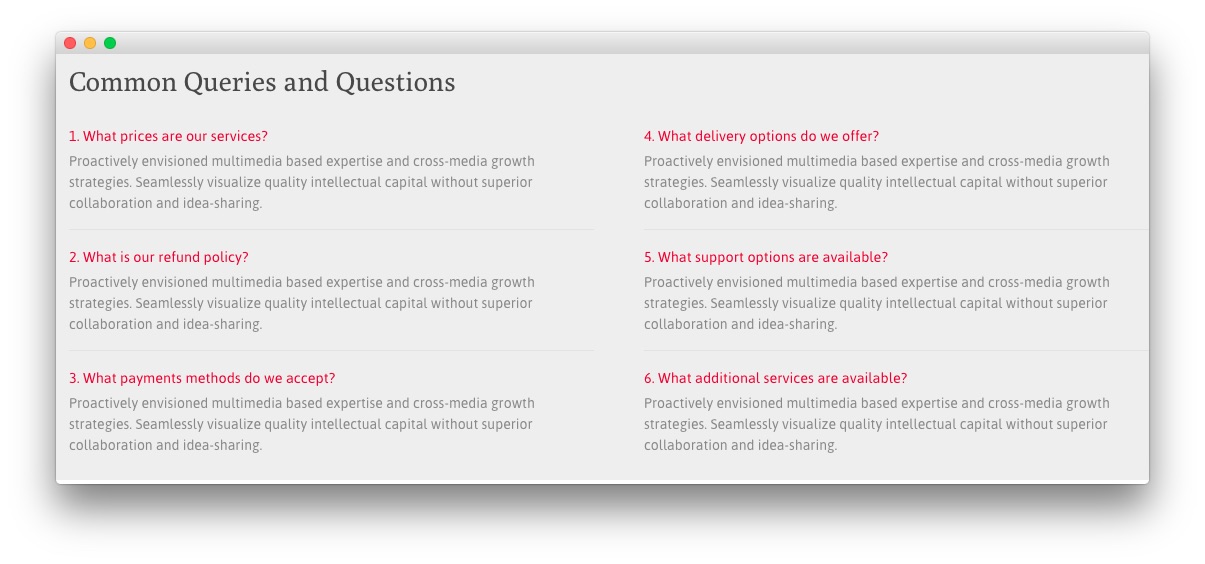 Common Queries and Questions
1. What prices are our services?
Proactively envisioned multimedia based expertise and cross-media growth
strategies. Seamlessly visualize quality intellectual capital without superior
collaboration and idea-sharing.
2. What is our refund policy?
Proactively envisioned multimedia based expertise and cross-media growth
strategies. Seamlessly visualize quality intellectual capital without superior
collaboration and idea-sharing.
3. What payments methods do we accept?
Proactively envisioned multimedia based expertise and cross-media growth
strategies. Seamlessly visualize quality intellectual capital without superior
collaboration and idea-sharing.
4. What delivery options do we offer?
Proactively envisioned multimedia based expertise and cross-media growth
strategies. Seamlessly visualize quality intellectual capital without superior
collaboration and idea-sharing.
5. What support options are available?
Proactively envisioned multimedia based expertise and cross-media growth
strategies. Seamlessly visualize quality intellectual capital without superior
collaboration and idea-sharing.
6. What additional services are available?
Proactively envisioned multimedia based expertise and cross-media growth
strategies. Seamlessly visualize quality intellectual capital without superior
collaboration and idea-sharing.